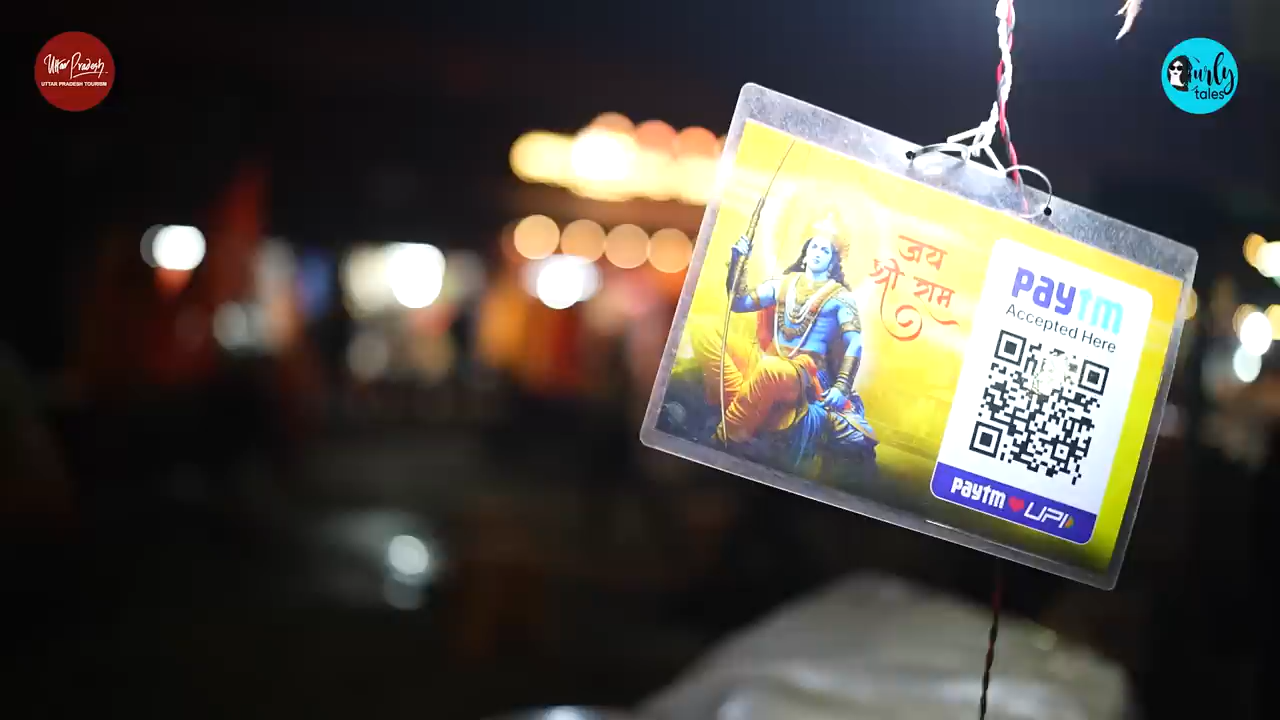 Uttar Pradesh
UTTAR PRADESH TOURISM
Curly
tales
जय
श्री राम
paytm
Accepted Here
paytm UPI